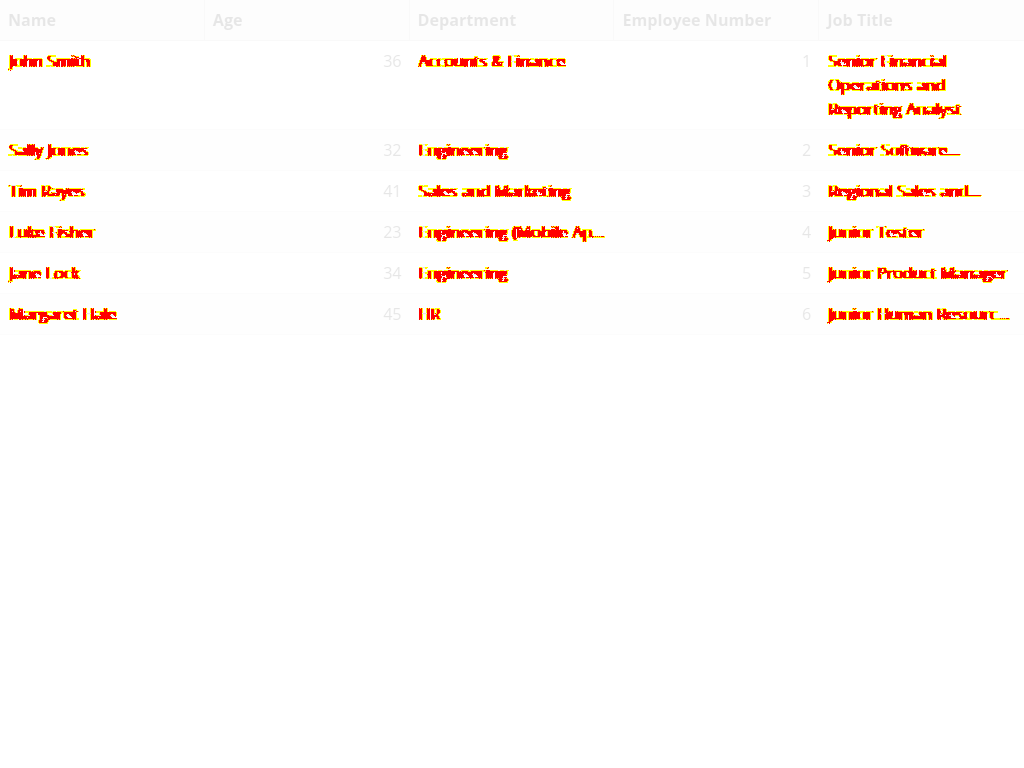 Name Age Department Employee Number Job Title
John Smith 36 Accounts & Finance 1 Senior Financial
Operations and
Reporting Analyst
Sally Jones 32 Engineering 2 Senior Software...
Tim Rayes 41 Sales and Marketing 3 Regional Sales and...
Luke Fisher 23 Engineering (Mobile Ap... 4 Junior Tester
Jane Lock 34 Engineering 5 Junior Product Manager
Margaret Hale 45 HR 6 Junior Human Resourc...